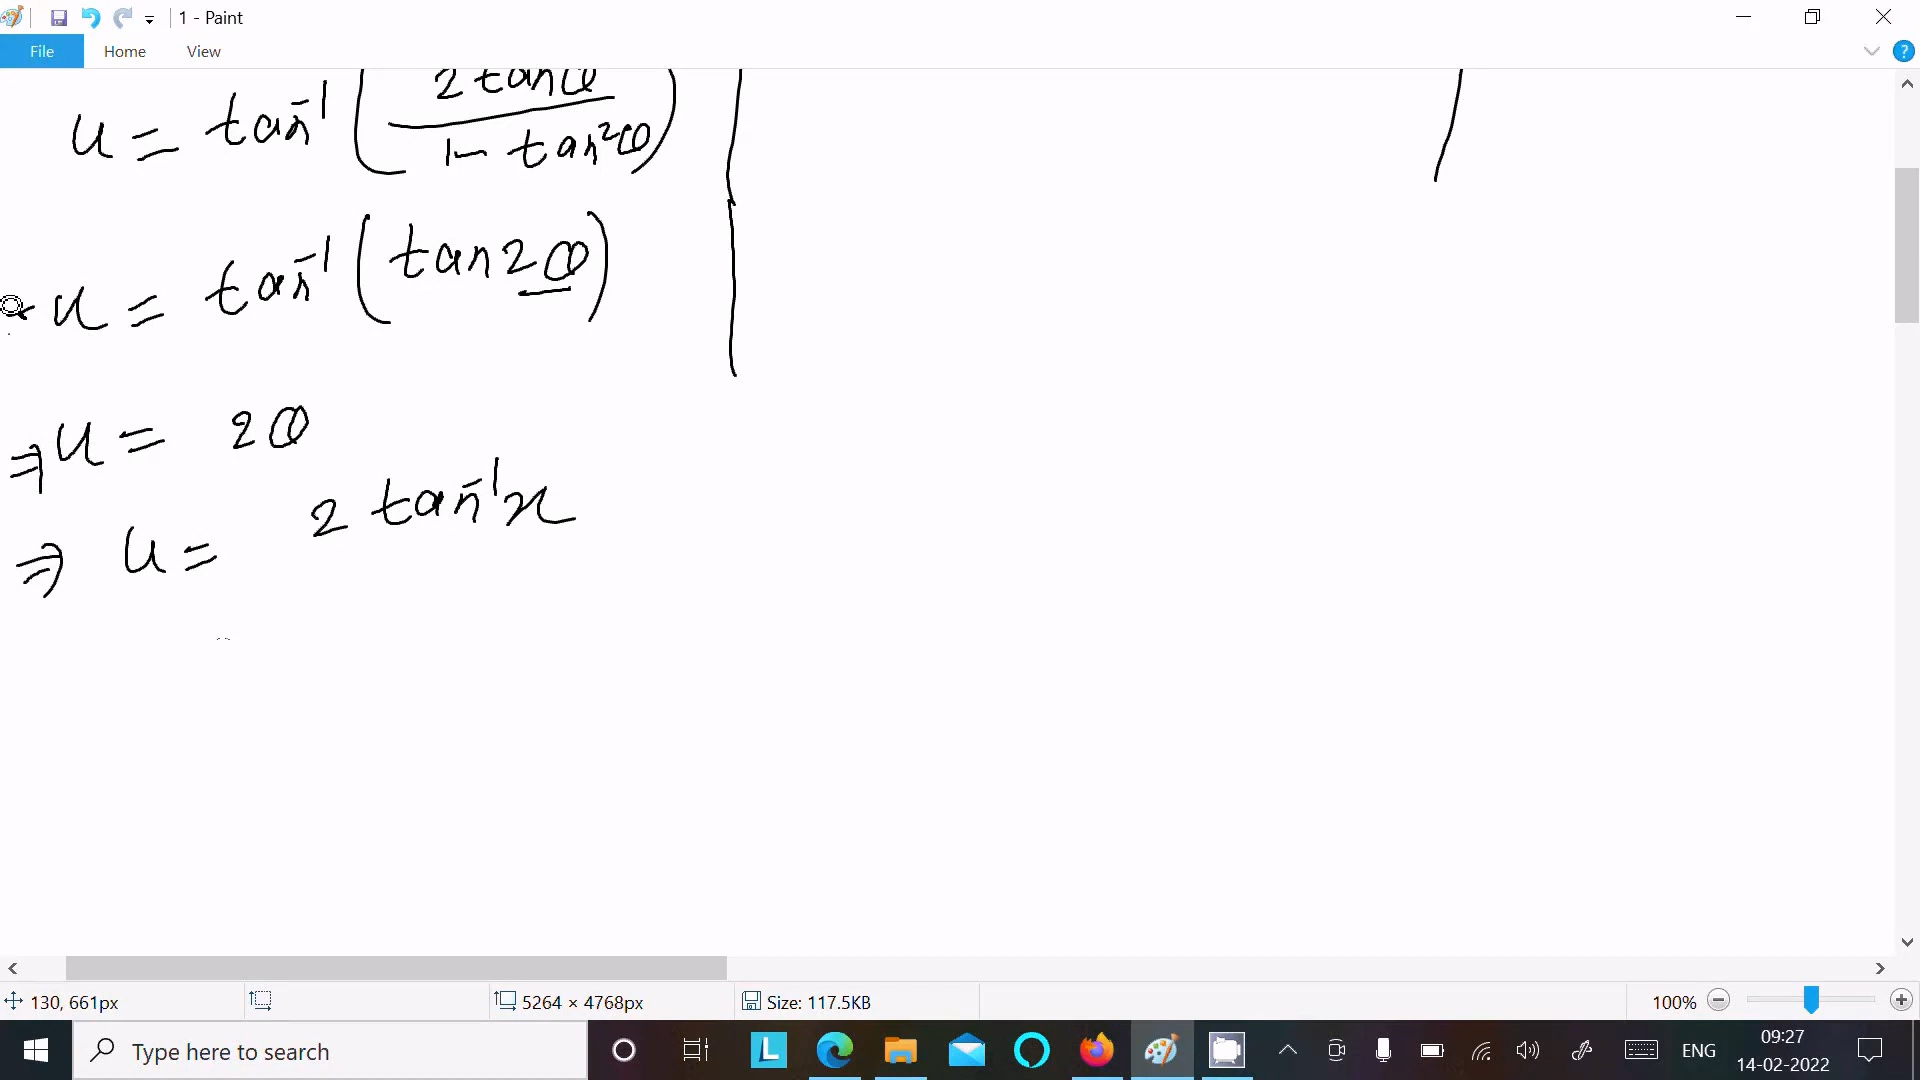 1 - Paint
File Home View
u = tan⁻¹ ( 2 tanθ / 1 - tan²θ )
u = tan⁻¹ ( tan 2θ )
⇒ u = 2θ
⇒ u = 2 tan⁻¹ x
130, 661px 5264 × 4768px Size: 117.5KB 100%
Type here to search L ENG 09:27
14-02-2022